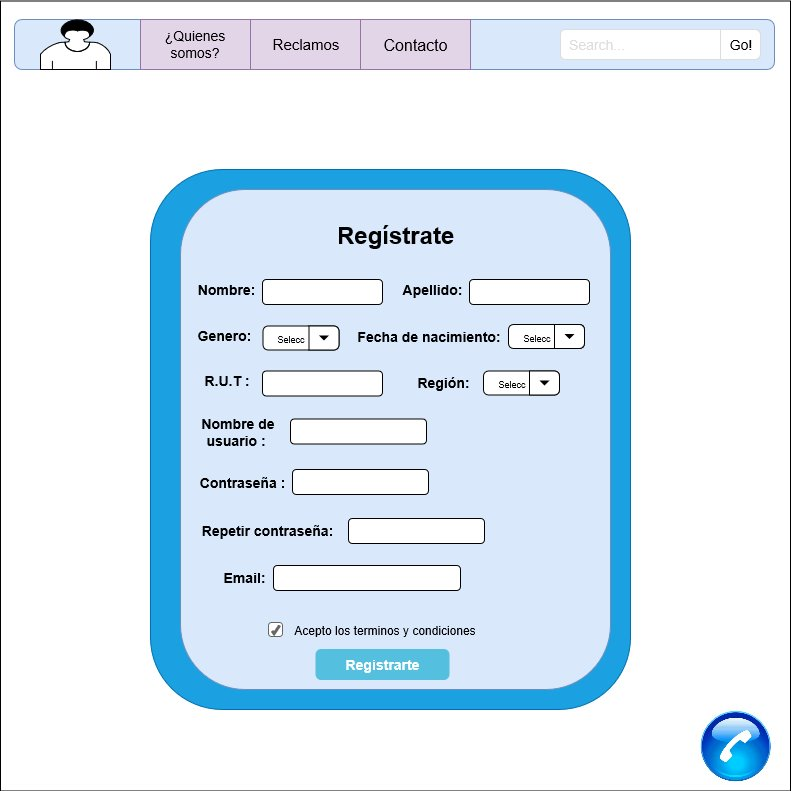 ¿Quienes
somos?
Reclamos
Contacto
Search...
Go!
Regístrate
Nombre:
Apellido:
Genero:
Selecc
Fecha de nacimiento:
Selecc
R.U.T :
Región:
Selecc
Nombre de
usuario :
Contraseña :
Repetir contraseña:
Email:
Acepto los terminos y condiciones
Registrarte